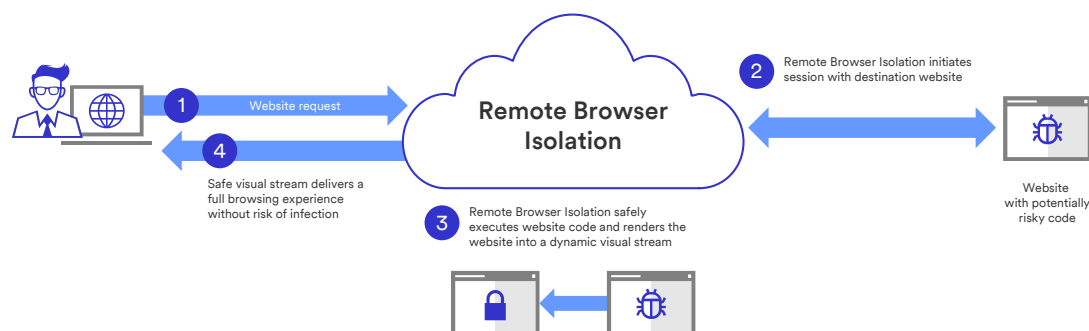 1
Website request
Remote Browser
Isolation
2
Remote Browser Isolation initiates
session with destination website
4
Safe visual stream delivers a
full browsing experience
without risk of infection
3
Remote Browser Isolation safely
executes website code and renders the
website into a dynamic visual stream
Website
with potentially
risky code